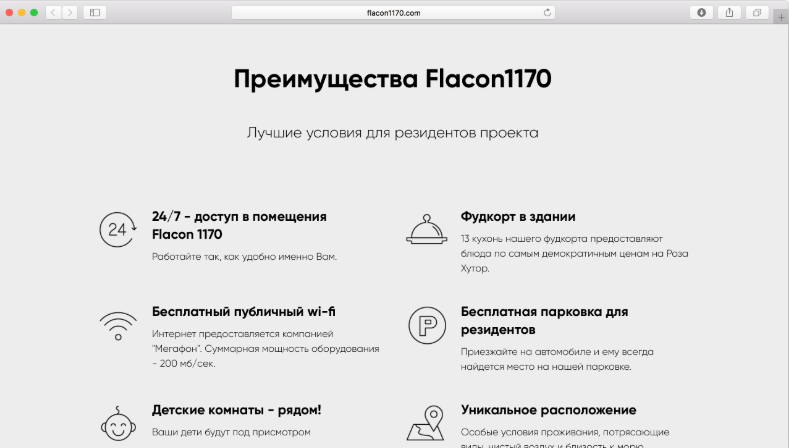 flacon1170.com
Преимущества Flacon1170
Лучшие условия для резидентов проекта
24
24/7 - доступ в помещения
Flacon 1170
Работайте так, как удобно именно Вам.
Фудкорт в здании
13 кухонь нашего фудкорта предоставляют
блюда по самым демократичным ценам на Роза
Хутор.
Бесплатный публичный wi-fi
Интернет предоставляется компанией
"Мегафон". Суммарная мощность оборудования
- 200 мб/сек.
P
Бесплатная парковка для
резидентов
Приезжайте на автомобиле и ему всегда
найдется место на нашей парковке.
Детские комнаты - рядом!
Ваши дети будут под присмотром
Уникальное расположение
Особые условия проживания, потрясающие
виды, чистый воздух и близость к морю